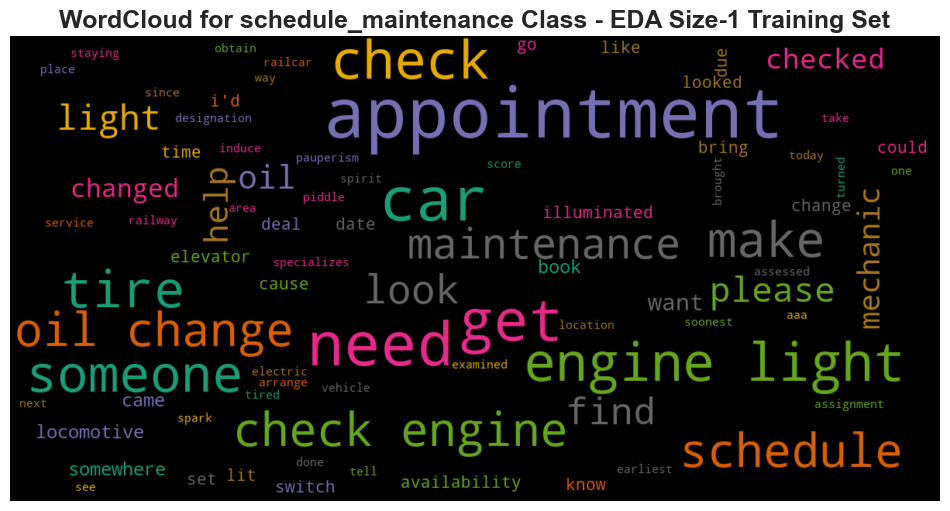 WordCloud for schedule_maintenance Class - EDA Size-1 Training Set
staying
obtain
go
like
due
checked
place
railcar
way
check
looked
since
i'd
light
designation
appointment
take
time
induce
pauperism
score
bring
today
could
oil
spirit
brought
turned
one
changed
help
area
piddle
car
change
mechanic
service
railway
deal
date
illuminated
elevator
maintenance
make
specializes
book
assessed
cause
look
want
please
tire
get
location
soonest
aaa
oil change
need
engine light
someone
electric
arrange
examined
next
came
tired
vehicle
find
assignment
spark
locomotive
check engine
schedule
somewhere
set
lit
done
tell
earliest
see
switch
availability
know